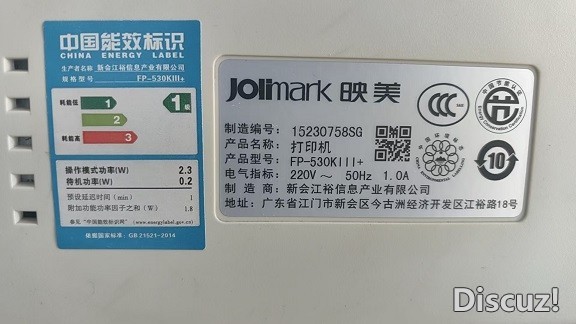 中国能效标识
CHINA ENERGY LABEL
生产者名称 新会江裕信息产业有限公司
规格型号 FP-530KIII+
耗能低 1 1级
2
耗能高 3
操作模式功率(W) 2.3
待机功率(W) 0.2
预设延迟时间(min) 1
附加功能功率因子之和(W) 1.8
依据国家标准: GB 21521-2014
Jolimark 映美
制造编号: 15230758SG
产品名称: 打印机
产品型号: FP-530KIII+
电气指标: 220V～ 50Hz 1.0A
制 造 商: 新会江裕信息产业有限公司
地址: 广东省江门市新会区今古洲经济开发区江裕路18号
CCC
10
Discuz!